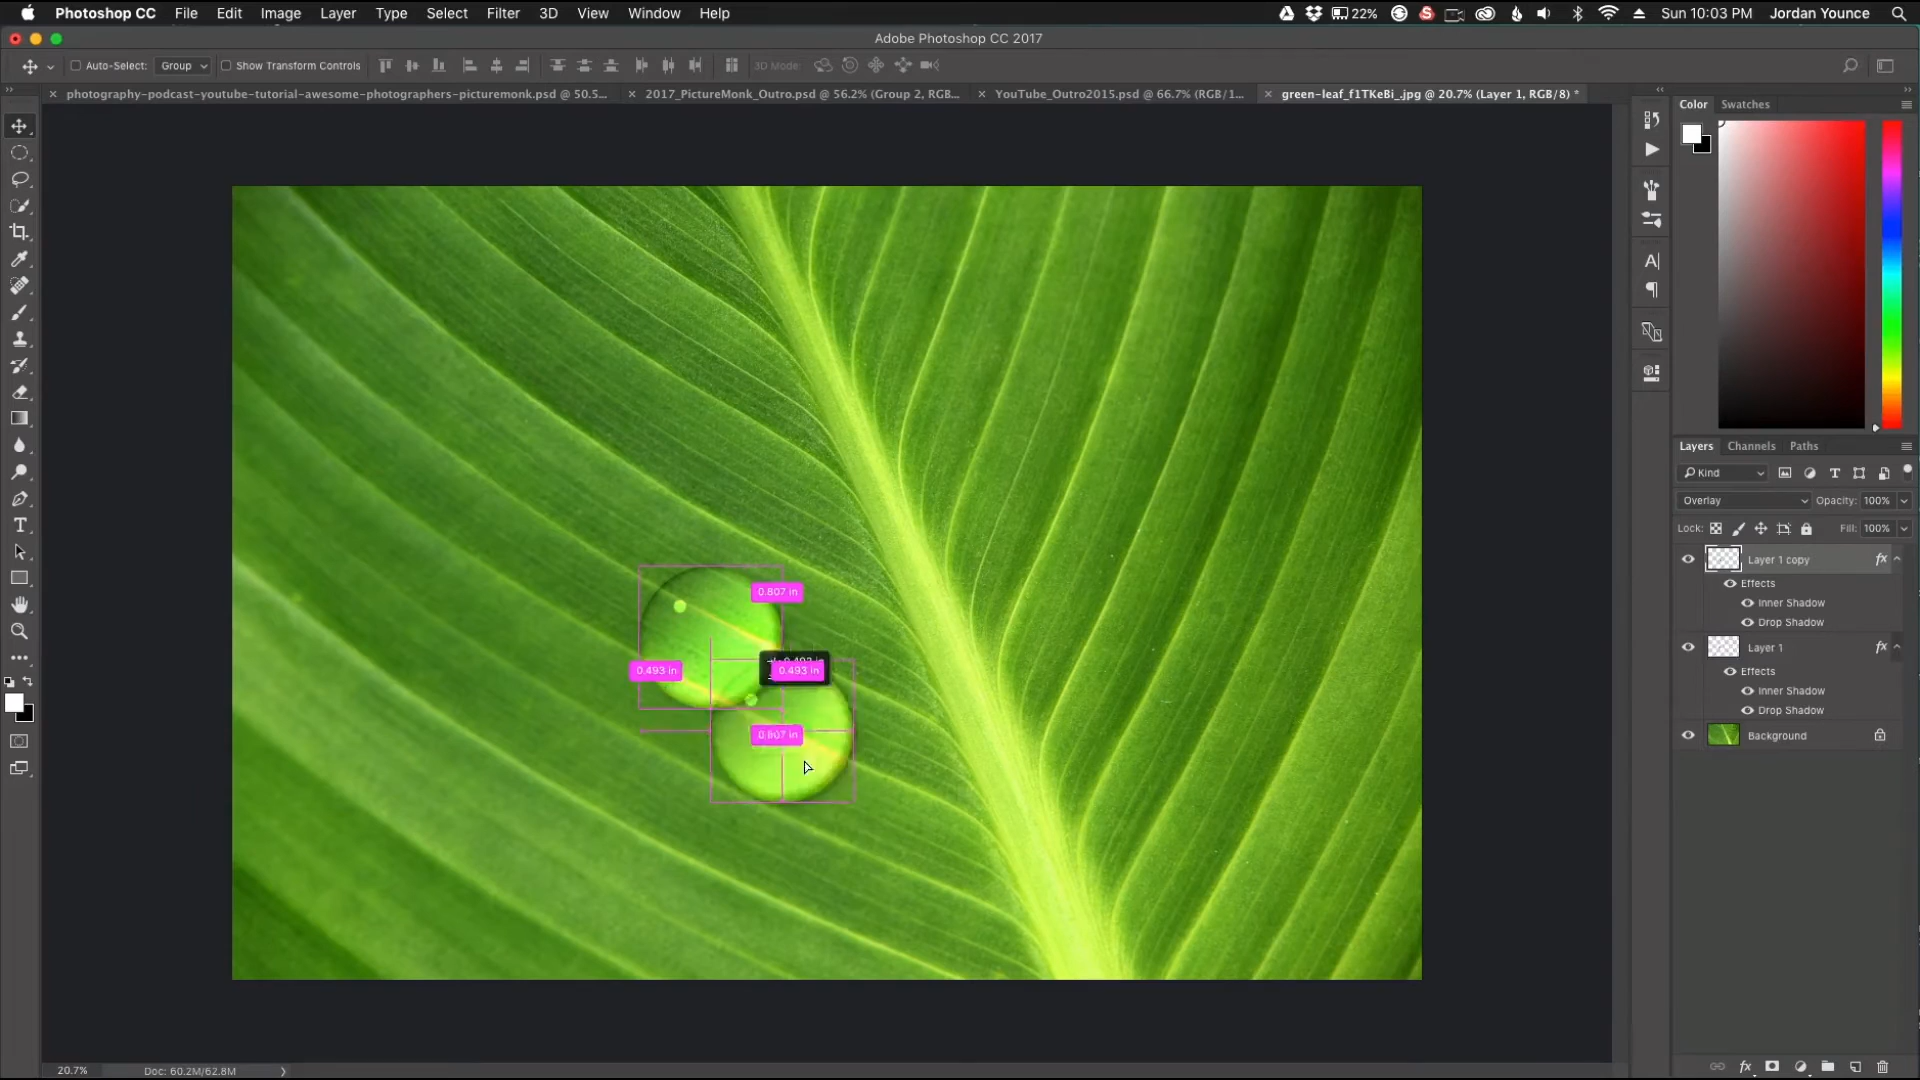 Photoshop CC File Edit Image Layer Type Select Filter 3D View Window Help 22% Sun 10:03 PM Jordan Younce
Adobe Photoshop CC 2017
Auto-Select: Group Show Transform Controls 3D Mode:
photography-podcast-youtube-tutorial-awesome-photographers-picturemonk.psd @ 50.5... 2017_PictureMonk_Outro.psd @ 56.2% (Group 2, RGB... YouTube_Outro2015.psd @ 66.7% (RGB/1... green-leaf_f1TKeBi_.jpg @ 20.7% (Layer 1, RGB/8) *
Color Swatches
Layers Channels Paths
Kind
Overlay Opacity: 100%
Lock: Fill: 100%
Layer 1 copy fx
Effects
Inner Shadow
Drop Shadow
Layer 1 fx
Effects
Inner Shadow
Drop Shadow
Background
0.807 in
0.493 in
0.493 in
0.807 in
20.7% Doc: 60.2M/62.8M